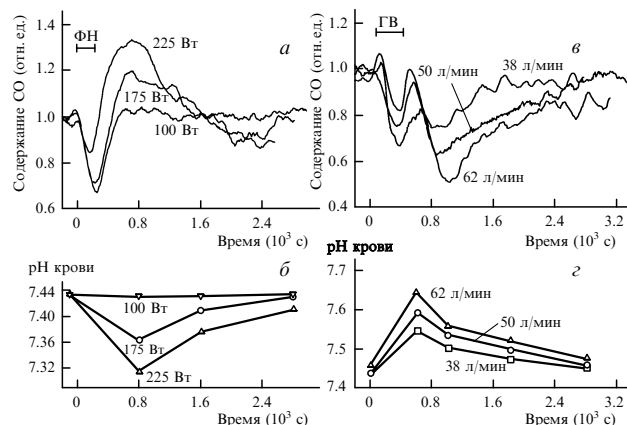 1.4
1.2
1.0
0.8
0.6
Содержание CO (отн. ед.)
ФН
225 Вт
175 Вт
100 Вт
а
0
0.8
1.6
2.4
Время (10³ с)
1.2
1.0
0.8
0.6
0.4
Содержание CO (отн. ед.)
ГВ
50 л/мин
38 л/мин
62 л/мин
в
0
0.8
1.6
2.4
3.2
Время (10³ с)
pH крови
7.44
7.40
7.36
7.32
б
100 Вт
175 Вт
225 Вт
0
0.8
1.6
2.4
Время (10³ с)
pH крови
7.7
7.6
7.5
7.4
г
62 л/мин
50 л/мин
38 л/мин
0
0.8
1.6
2.4
3.2
Время (10³ с)